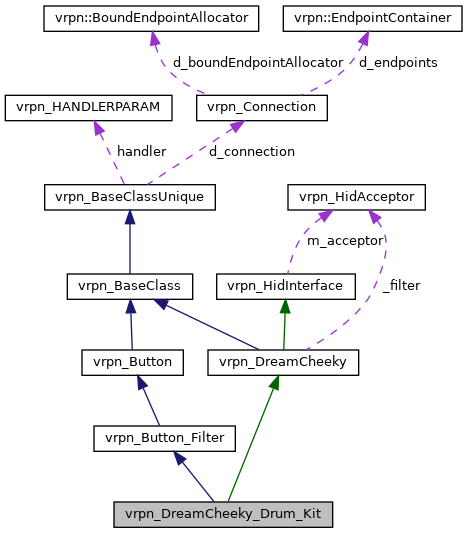 vrpn::BoundEndpointAllocator
vrpn::EndpointContainer
d_boundEndpointAllocator
d_endpoints
vrpn_HANDLERPARAM
vrpn_Connection
handler
d_connection
vrpn_BaseClassUnique
vrpn_HidAcceptor
m_acceptor
vrpn_BaseClass
vrpn_HidInterface
_filter
vrpn_Button
vrpn_DreamCheeky
vrpn_Button_Filter
vrpn_DreamCheeky_Drum_Kit